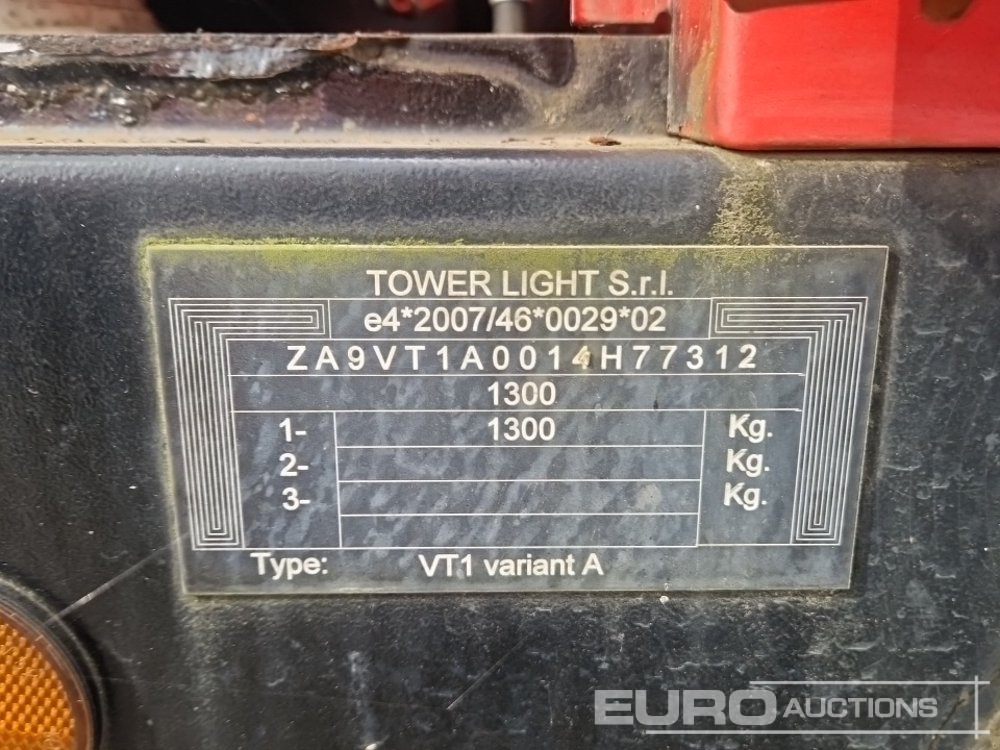 TOWER LIGHT S.r.l.
e4*2007/46*0029*02
ZA9VT1A0014H77312
1300
1- 1300 Kg.
2- Kg.
3- Kg.
Type: VT1 variant A
EURO AUCTIONS